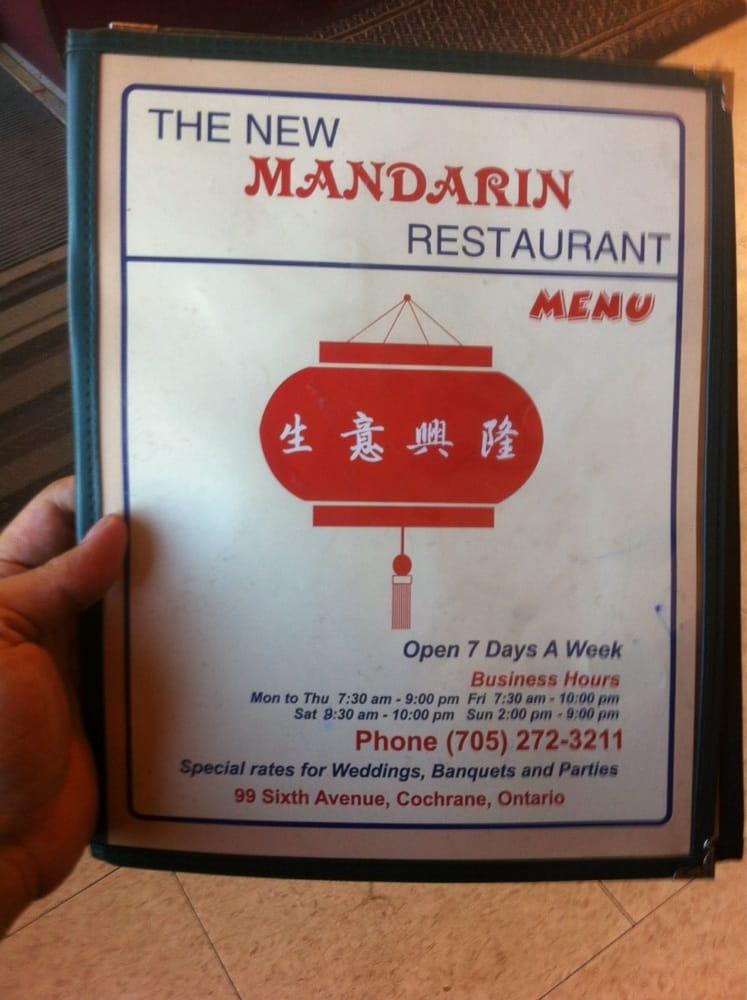 THE NEW
MANDARIN
RESTAURANT
MENU
生意興隆
Open 7 Days A Week
Business Hours
Mon to Thu 7:30 am - 9:00 pm Fri 7:30 am - 10:00 pm
Sat 8:30 am - 10:00 pm Sun 2:00 pm - 9:00 pm
Phone (705) 272-3211
Special rates for Weddings, Banquets and Parties
99 Sixth Avenue, Cochrane, Ontario